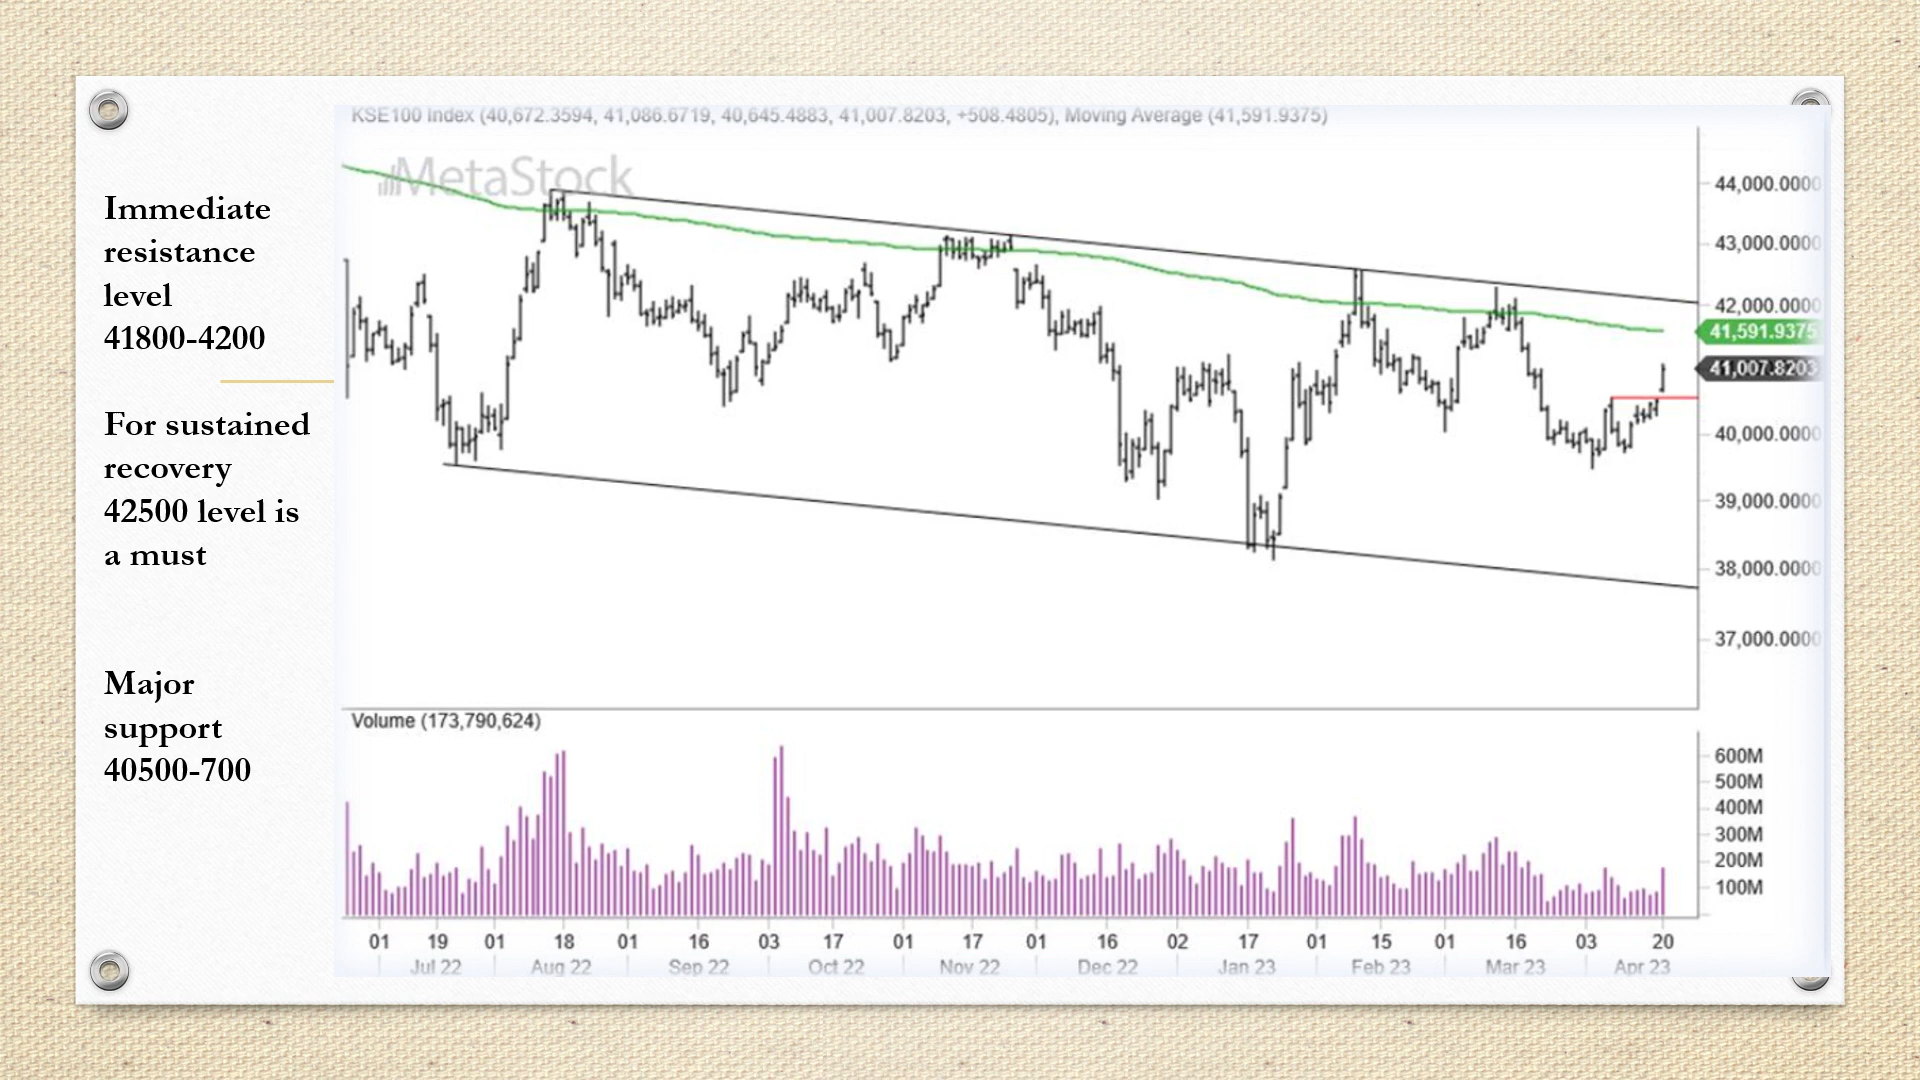 Immediate
resistance
level
41800-4200
For sustained
recovery
42500 level is
a must
Major
support
40500-700
KSE100 Index (40,672.3594, 41,086.6719, 40,645.4883, 41,007.8203, +508.4805), Moving Average (41,591.9375)
MetaStock
44,000.0000
43,000.0000
42,000.0000
41,591.9375
41,007.8203
40,000.0000
39,000.0000
38,000.0000
37,000.0000
Volume (173,790,624)
600M
500M
400M
300M
200M
100M
01 19 01 18 01 16 03 17 01 17 01 16 02 17 01 15 01 16 03 20
Jul 22 Aug 22 Sep 22 Oct 22 Nov 22 Dec 22 Jan 23 Feb 23 Mar 23 Apr 23